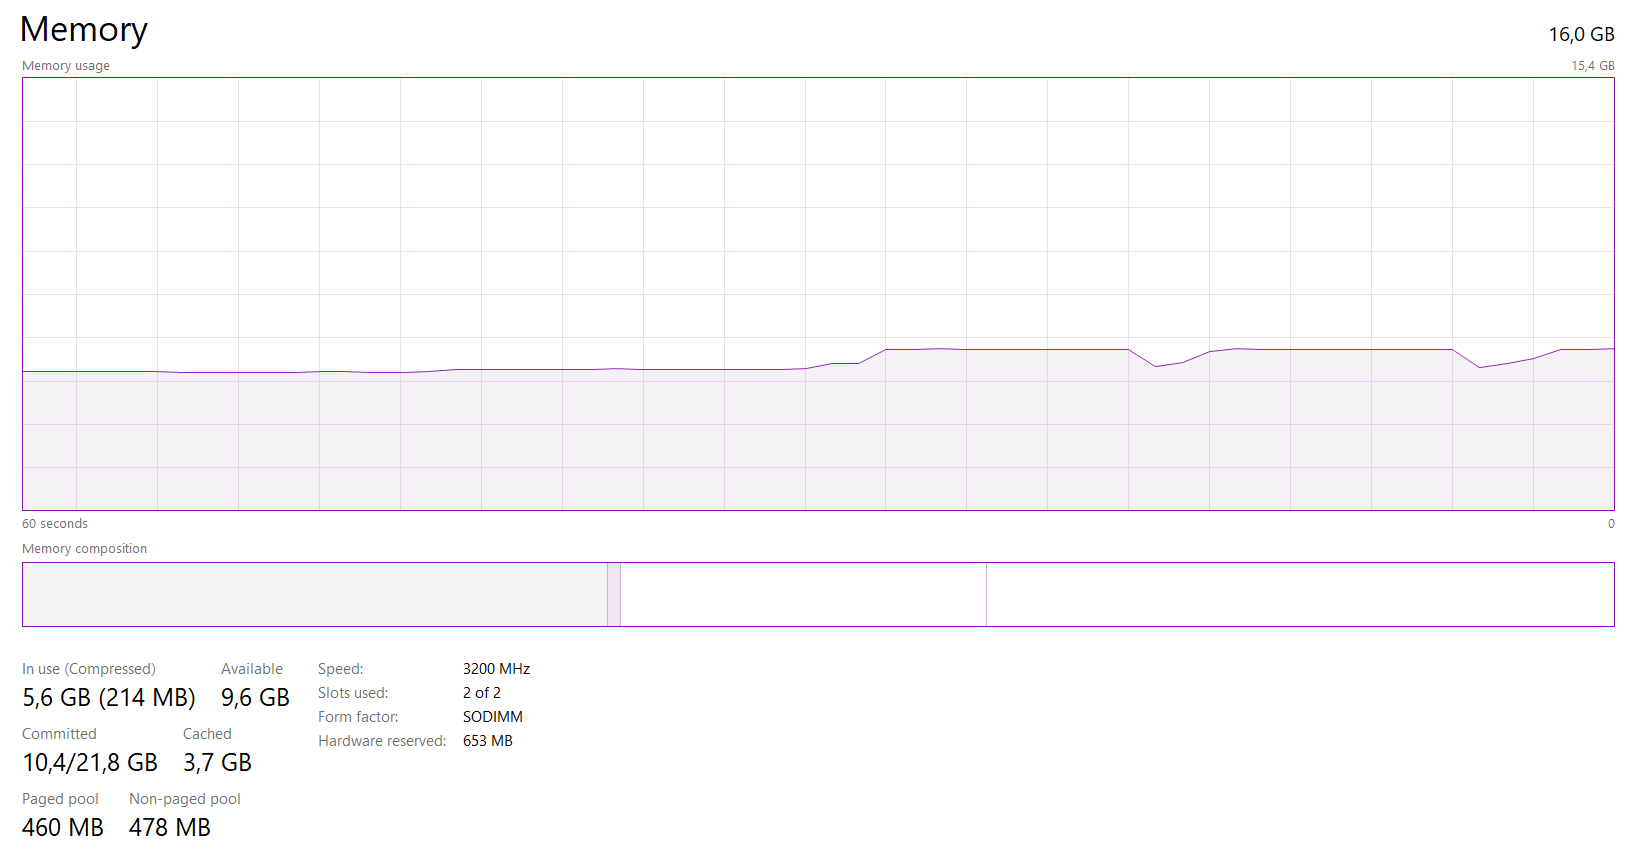 Memory
16,0 GB
Memory usage
15,4 GB
60 seconds
0
Memory composition
In use (Compressed)
Available
5,6 GB (214 MB)
9,6 GB
Committed
Cached
10,4/21,8 GB
3,7 GB
Paged pool
Non-paged pool
460 MB
478 MB
Speed: 3200 MHz
Slots used: 2 of 2
Form factor: SODIMM
Hardware reserved: 653 MB